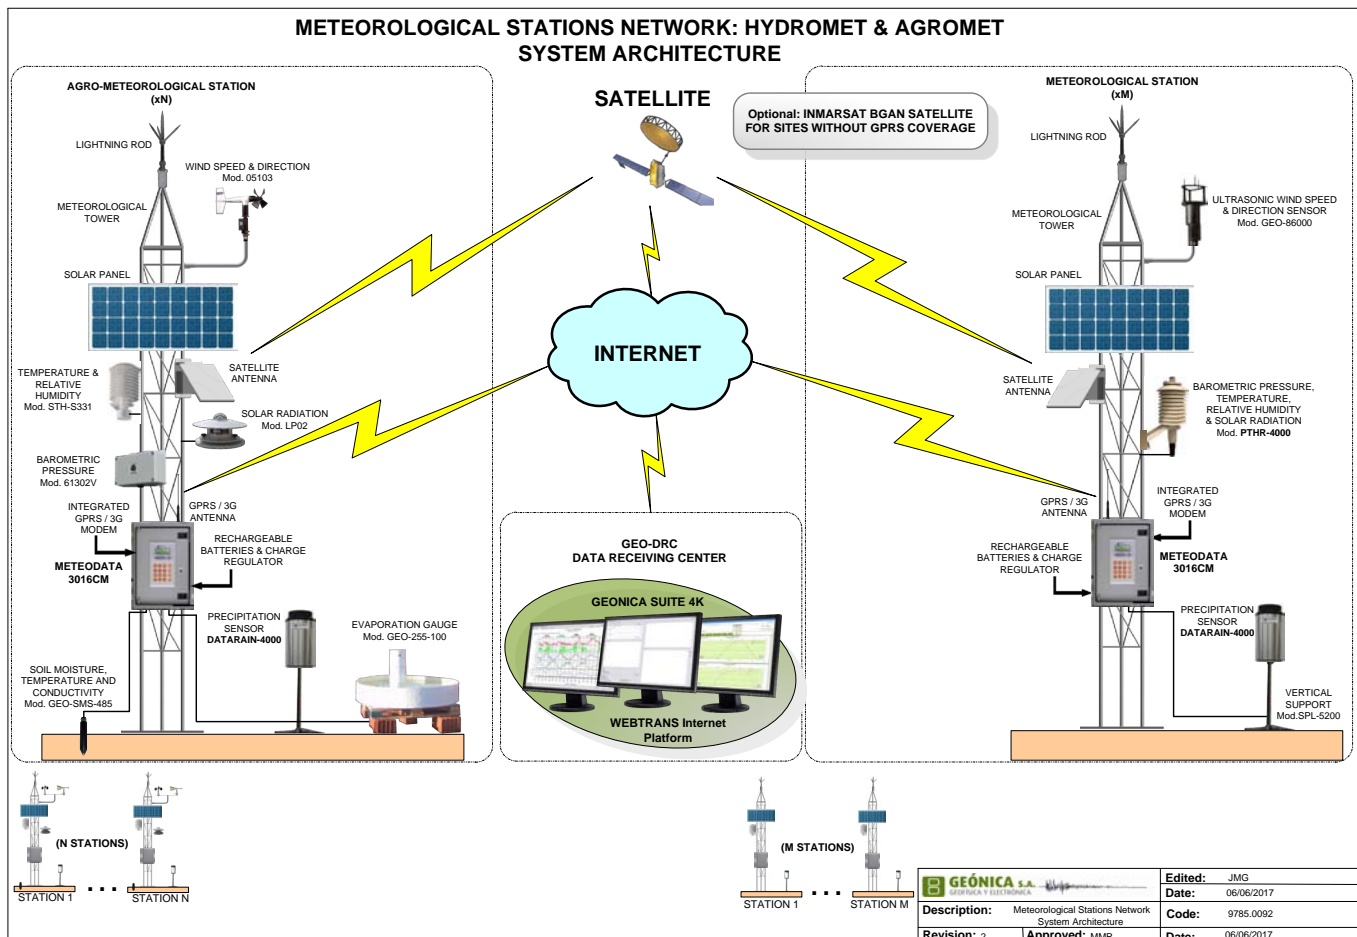 METEOROLOGICAL STATIONS NETWORK: HYDROMET & AGROMET
SYSTEM ARCHITECTURE
AGRO-METEOROLOGICAL STATION
(xN)
LIGHTNING ROD
WIND SPEED & DIRECTION
Mod. 05103
METEOROLOGICAL
TOWER
SOLAR PANEL
TEMPERATURE &
RELATIVE
HUMIDITY
Mod. STH-S331
SATELLITE
ANTENNA
SOLAR RADIATION
Mod. LP02
BAROMETRIC
PRESSURE
Mod. 61302V
INTEGRATED
GPRS / 3G
MODEM
GPRS / 3G
ANTENNA
METEODATA
3016CM
RECHARGEABLE
BATTERIES & CHARGE
REGULATOR
PRECIPITATION
SENSOR
DATARAIN-4000
EVAPORATION GAUGE
Mod. GEO-255-100
SOIL MOISTURE,
TEMPERATURE AND
CONDUCTIVITY
Mod. GEO-SMS-485
SATELLITE
Optional: INMARSAT BGAN SATELLITE
FOR SITES WITHOUT GPRS COVERAGE
INTERNET
GEO-DRC
DATA RECEIVING CENTER
GEONICA SUITE 4K
WEBTRANS Internet
Platform
METEOROLOGICAL STATION
(xM)
LIGHTNING ROD
ULTRASONIC WIND SPEED
& DIRECTION SENSOR
Mod. GEO-86000
METEOROLOGICAL
TOWER
SOLAR PANEL
SATELLITE
ANTENNA
BAROMETRIC PRESSURE,
TEMPERATURE,
RELATIVE HUMIDITY
& SOLAR RADIATION
Mod. PTHR-4000
GPRS / 3G
ANTENNA
INTEGRATED
GPRS / 3G
MODEM
RECHARGEABLE
BATTERIES & CHARGE
REGULATOR
METEODATA
3016CM
PRECIPITATION
SENSOR
DATARAIN-4000
VERTICAL
SUPPORT
Mod.SPL-5200
(N STATIONS)
STATION 1
STATION N
(M STATIONS)
STATION 1
STATION M
GEÓNICA S.A.
GEOFÍSICA Y ELECTRÓNICA
Edited: JMG
Date: 06/06/2017
Description: Meteorological Stations Network
System Architecture
Code: 9785.0092
Revision: 2
Approved: MMP
Date: 06/06/2017